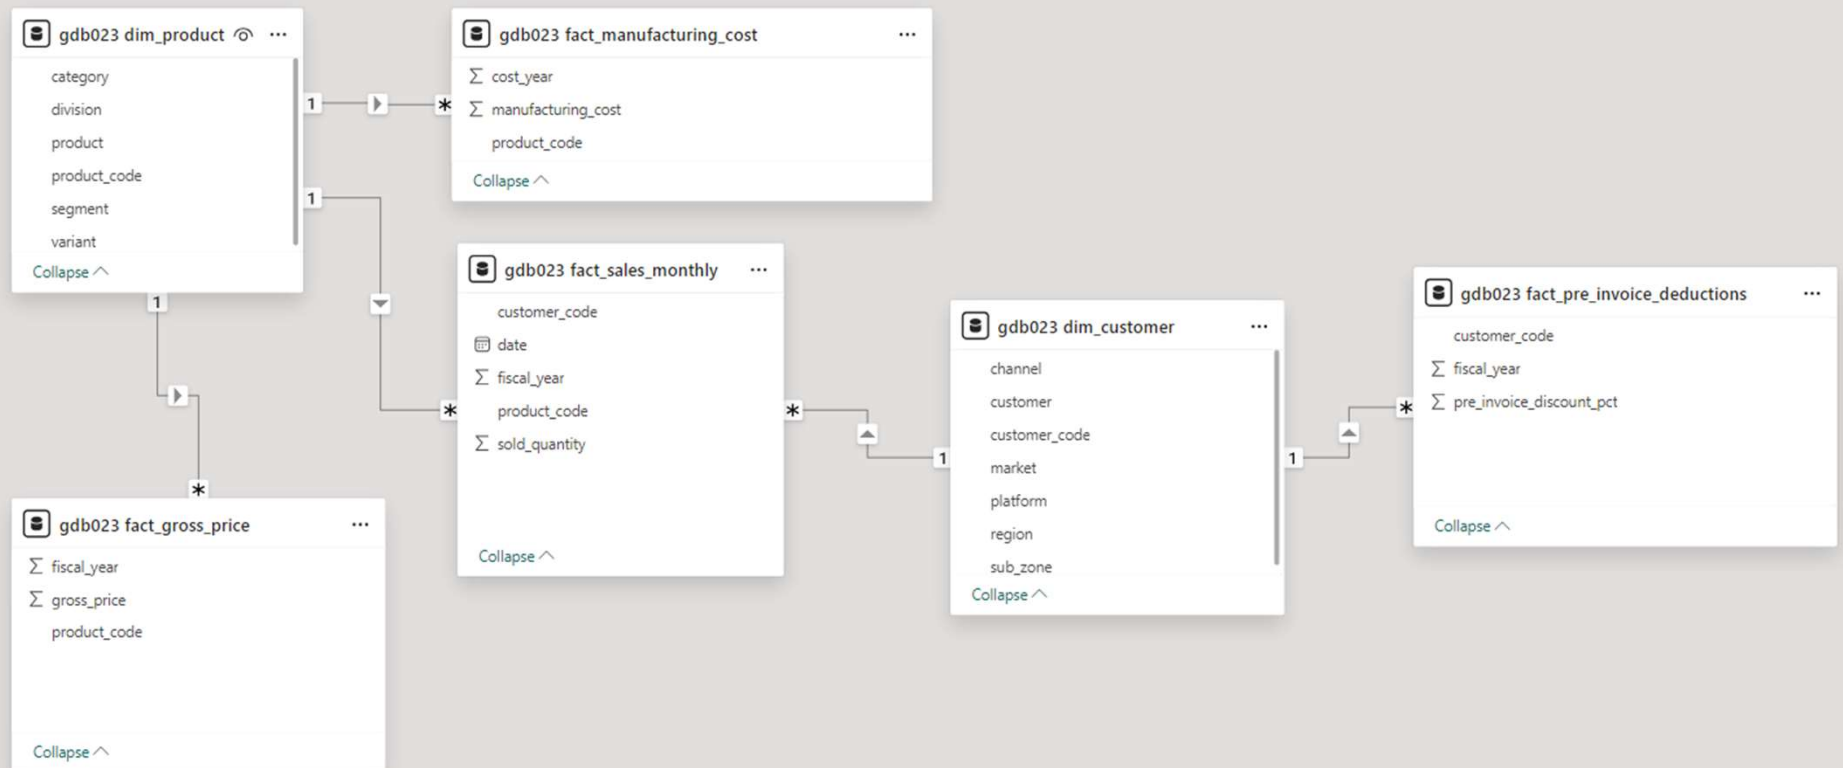 gdb023 dim_product
category
division
product
product_code
segment
variant
Collapse
gdb023 fact_manufacturing_cost
cost_year
manufacturing_cost
product_code
Collapse
1
*
1
*
1
*
gdb023 fact_sales_monthly
customer_code
date
fiscal_year
product_code
sold_quantity
Collapse
*
1
gdb023 dim_customer
channel
customer
customer_code
market
platform
region
sub_zone
Collapse
1
*
gdb023 fact_pre_invoice_deductions
customer_code
fiscal_year
pre_invoice_discount_pct
Collapse
gdb023 fact_gross_price
fiscal_year
gross_price
product_code
Collapse